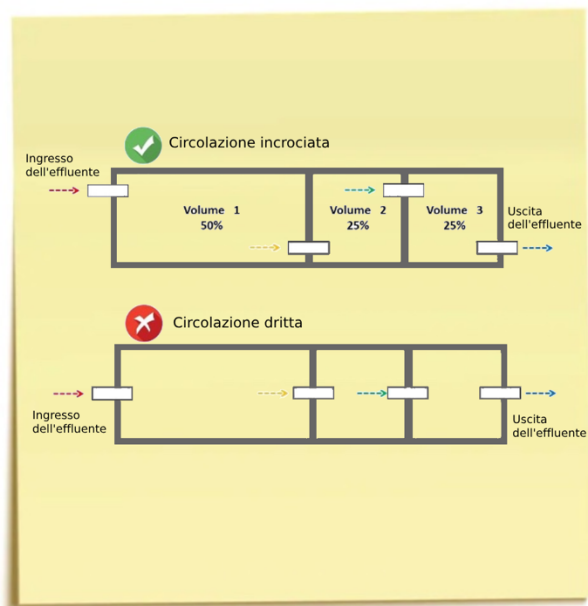 Circolazione incrociata
Ingresso
dell'effluente
Volume 1
50%
Volume 2
25%
Volume 3
25%
Uscita
dell'effluente
Circolazione dritta
Ingresso
dell'effluente
Uscita
dell'effluente